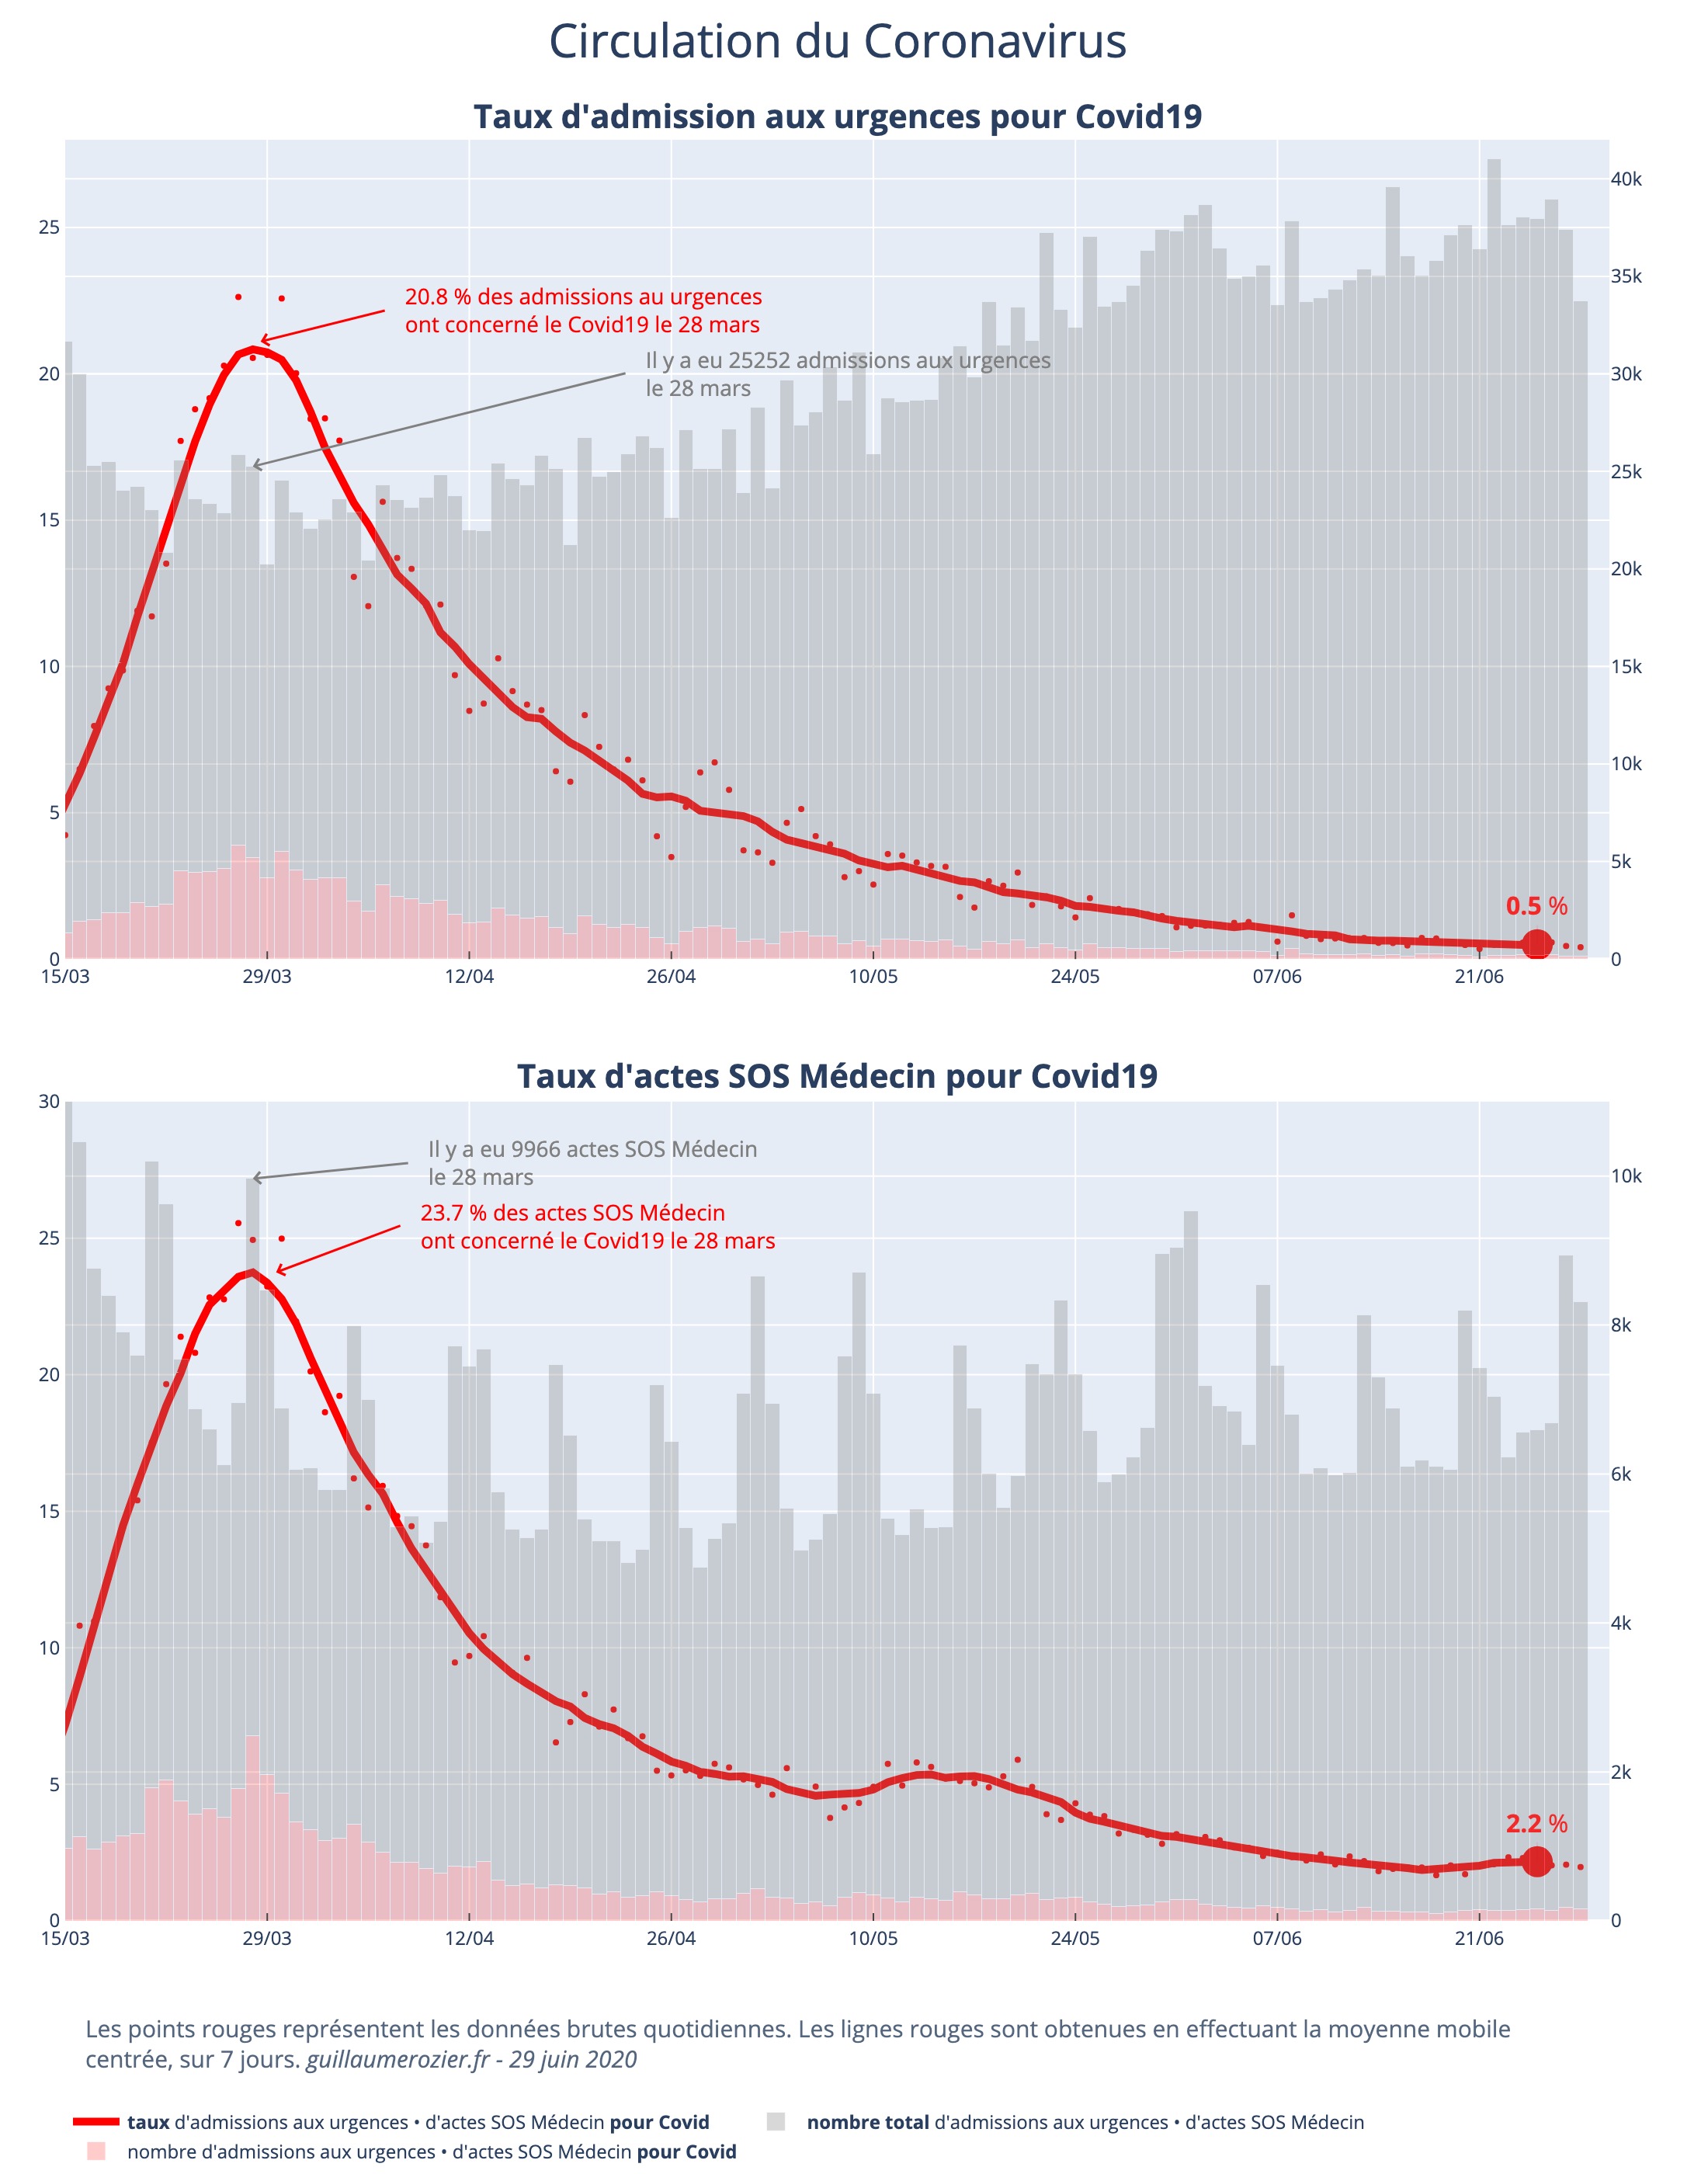 Circulation du Coronavirus
Taux d'admission aux urgences pour Covid19
40k
25
35k
20.8 % des admissions au urgences
ont concerné le Covid19 le 28 mars
Il y a eu 25252 admissions aux urgences
le 28 mars
20
30k
25k
15
20k
10
15k
10k
5
5k
0.5 %
0
0
15/03
29/03
12/04
26/04
10/05
24/05
07/06
21/06
Taux d'actes SOS Médecin pour Covid19
30
Il y a eu 9966 actes SOS Médecin
le 28 mars
10k
23.7 % des actes SOS Médecin
ont concerné le Covid19 le 28 mars
25
8k
20
6k
15
4k
10
2k
5
2.2 %
0
0
15/03
29/03
12/04
26/04
10/05
24/05
07/06
21/06
Les points rouges représentent les données brutes quotidiennes. Les lignes rouges sont obtenues en effectuant la moyenne mobile
centrée, sur 7 jours. guillaumerozier.fr - 29 juin 2020
taux d'admissions aux urgences • d'actes SOS Médecin pour Covid
nombre total d'admissions aux urgences • d'actes SOS Médecin
nombre d'admissions aux urgences • d'actes SOS Médecin pour Covid